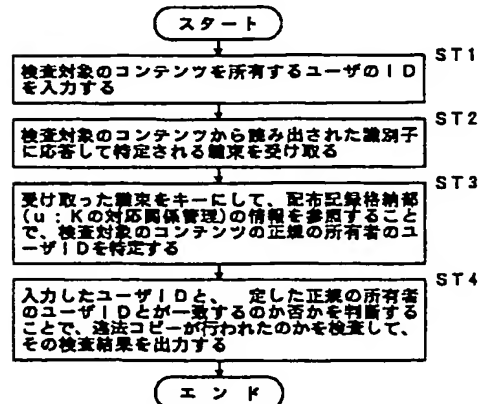 スタート
ST1
検査対象のコンテンツを所有するユーザのID
を入力する
ST2
検査対象のコンテンツから読み出された識別子
に応答して特定される鍵束を受け取る
ST3
受け取った鍵束をキーにして、配布記録格納部
(u:Kの対応関係管理)の情報を参照すること
で、検査対象のコンテンツの正規の所有者のユ
ーザIDを特定する
ST4
入力したユーザIDと、 定した正規の所有者
のユーザIDとが一致するのか否かを判断する
ことで、違法コピーが行われたのかを検査して、
その検査結果を出力する
エンド